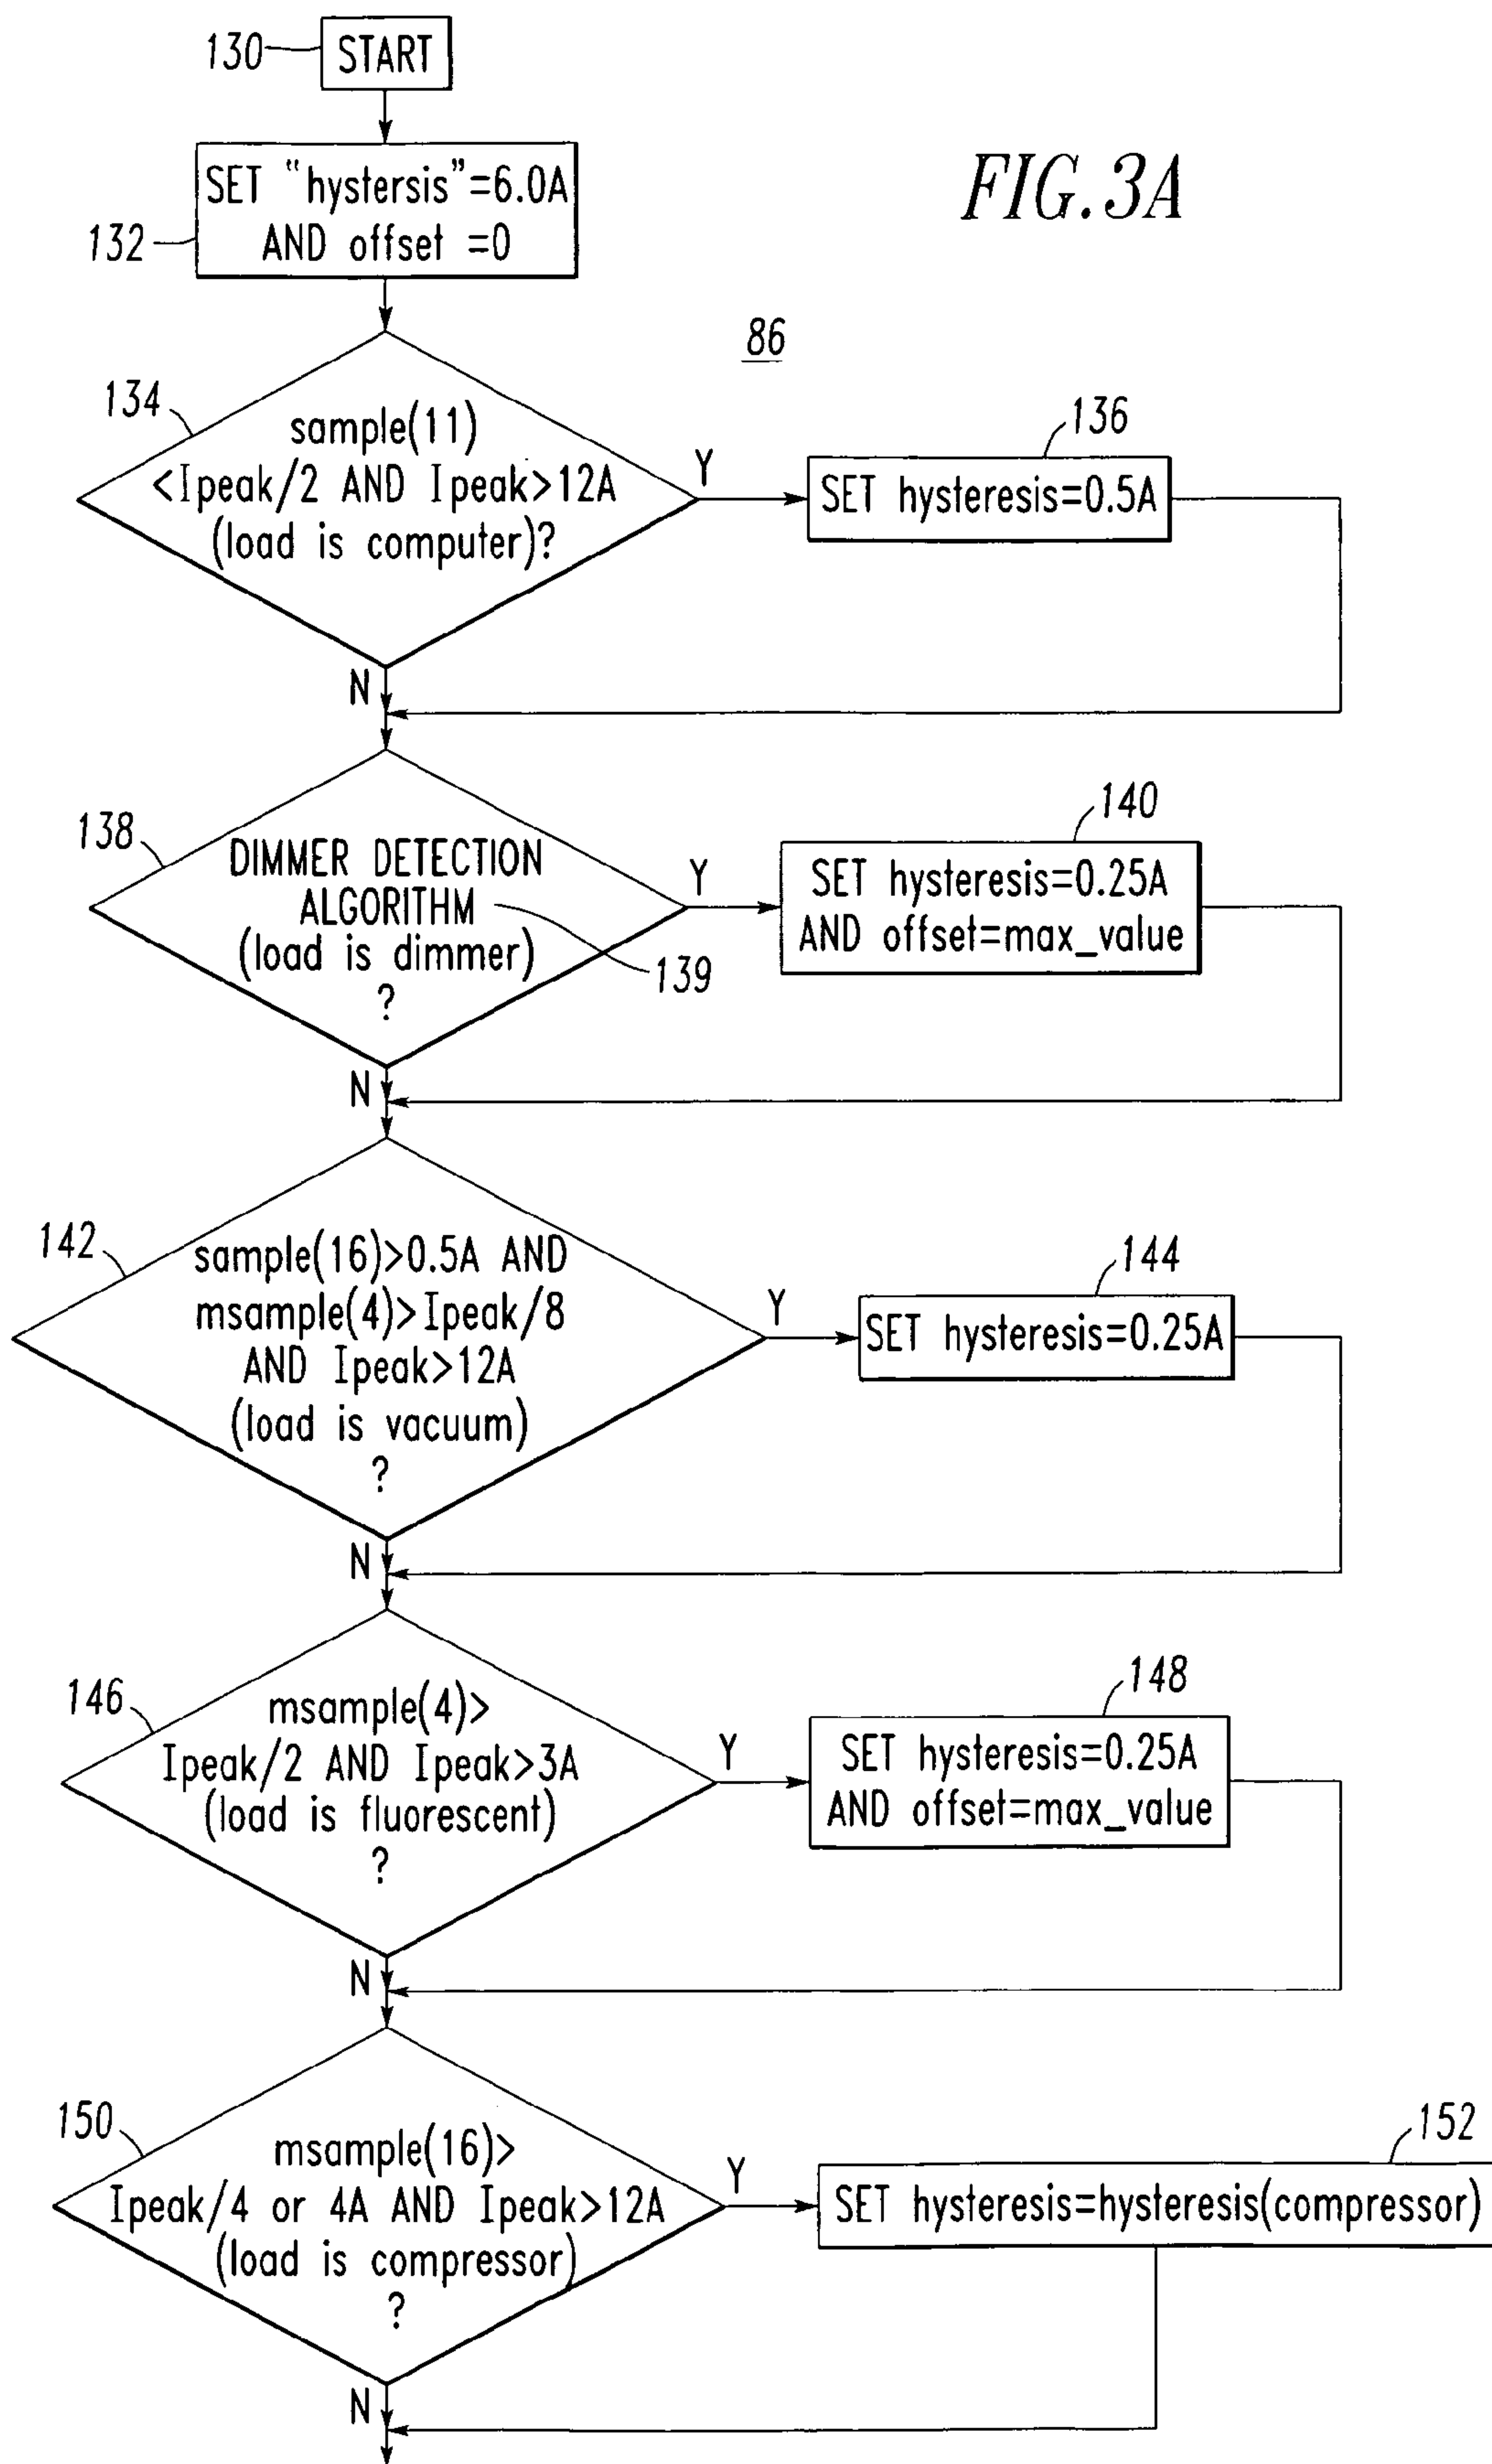 130
START
SET "hystersis"=6.0A
AND offset =0
132
FIG. 3A
86
134
sample(11)
<Ipeak/2 AND Ipeak>12A
(load is computer)?
Y
136
SET hysteresis=0.5A
N
138
DIMMER DETECTION
ALGORITHM
(load is dimmer)
?
139
Y
140
SET hysteresis=0.25A
AND offset=max_value
N
142
sample(16)>0.5A AND
msample(4)>Ipeak/8
AND Ipeak>12A
(load is vacuum)
?
Y
144
SET hysteresis=0.25A
N
146
msample(4)>
Ipeak/2 AND Ipeak>3A
(load is fluorescent)
?
Y
148
SET hysteresis=0.25A
AND offset=max_value
N
150
msample(16)>
Ipeak/4 or 4A AND Ipeak>12A
(load is compressor)
?
Y
152
SET hysteresis=hysteresis(compressor)
N